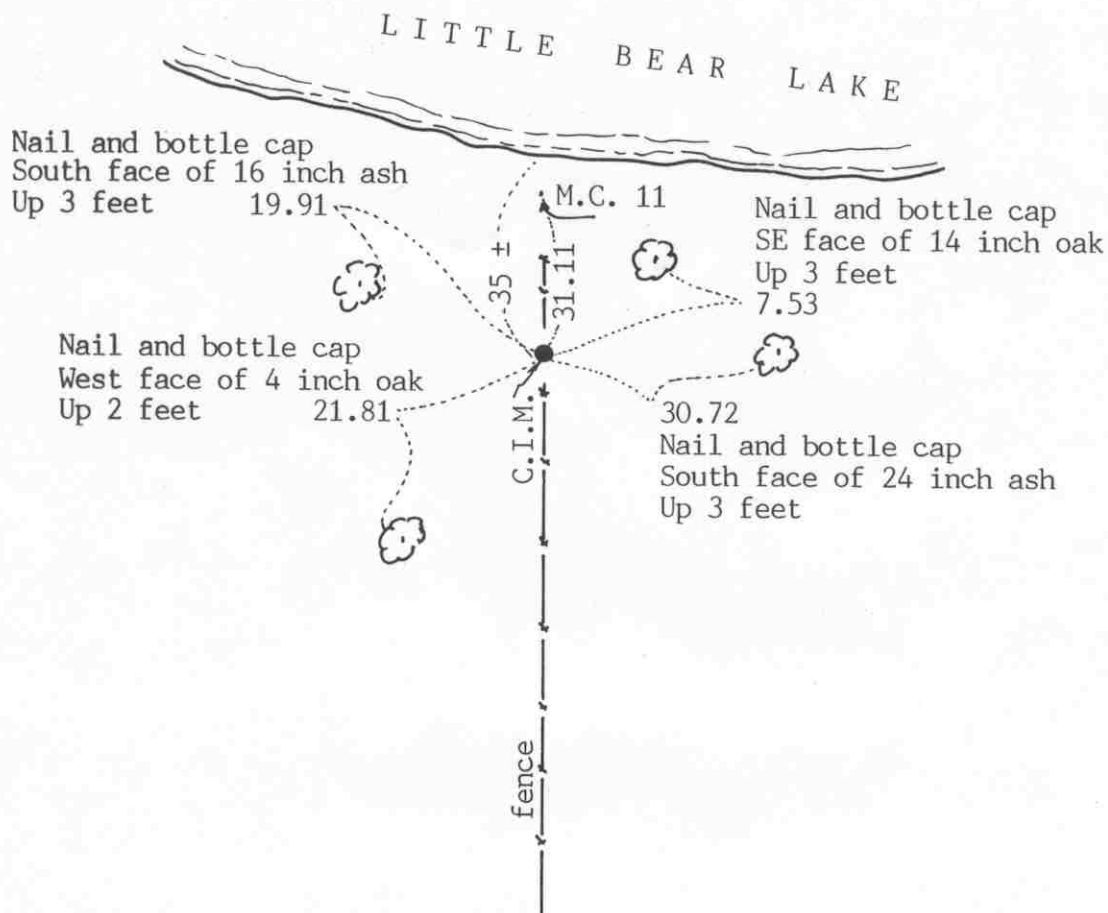 LITTLE BEAR LAKE
Nail and bottle cap
South face of 16 inch ash
Up 3 feet 19.91
M.C. 11
Nail and bottle cap
SE face of 14 inch oak
Up 3 feet
7.53
35 ±
31.11
Nail and bottle cap
West face of 4 inch oak
Up 2 feet 21.81
C.I.M.
30.72
Nail and bottle cap
South face of 24 inch ash
Up 3 feet
fence